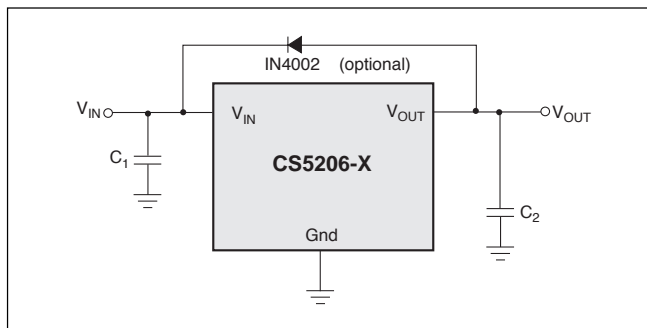 IN4002 (optional)
V_IN
V_IN
V_OUT
V_OUT
C_1
CS5206-X
C_2
Gnd